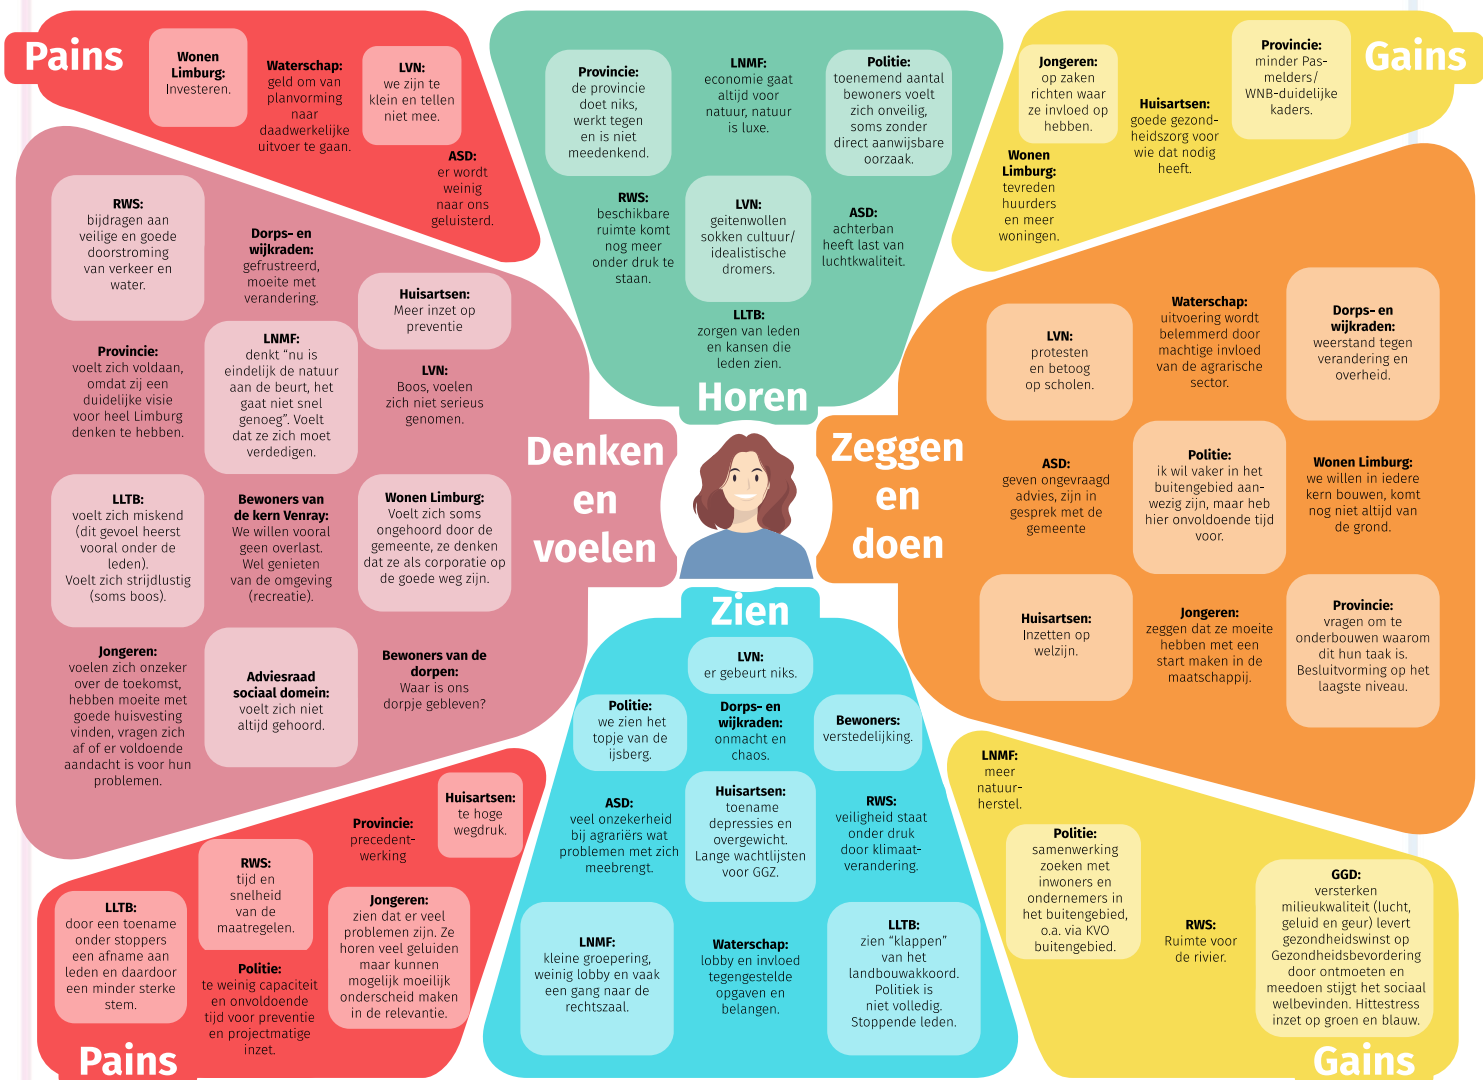 Pains
Wonen
Limburg:
Investeren.
Waterschap:
geld om van
planvorming
naar
daadwerkelijke
uitvoer te gaan.
LVN:
we zijn te
klein en tellen
niet mee.
ASD:
er wordt
weinig
naar ons
geluisterd.
Provincie:
de provincie
doet niks,
werkt tegen
en is niet
meedenkend.
LNMF:
economie gaat
altijd voor
natuur, natuur
is luxe.
Politie:
toenemend aantal
bewoners voelt
zich onveilig,
soms zonder
direct aanwijsbare
oorzaak.
RWS:
beschikbare
ruimte komt
nog meer
onder druk te
staan.
LVN:
geitenwollen
sokken cultuur/
idealistische
dromers.
ASD:
achterban
heeft last van
luchtkwaliteit.
LLTB:
zorgen van leden
en kansen die
leden zien.
Horen
Gains
Jongeren:
op zaken
richten waar
ze invloed op
hebben.
Huisartsen:
goede gezond-
heidszorg voor
wie dat nodig
heeft.
Provincie:
minder Pas-
melders/
WNB-duidelijke
kaders.
Wonen
Limburg:
tevreden
huurders
en meer
woningen.
RWS:
bijdragen aan
veilige en goede
doorstroming
van verkeer en
water.
Dorps- en
wijkraden:
gefrustreerd,
moeite met
verandering.
Huisartsen:
Meer inzet op
preventie
Provincie:
voelt zich voldaan,
omdat zij een
duidelijke visie
voor heel Limburg
denken te hebben.
LNMF:
denkt “nu is
eindelijk de natuur
aan de beurt, het
gaat niet snel
genoeg”. Voelt
dat ze zich moet
verdedigen.
LVN:
Boos, voelen
zich niet serieus
genomen.
Denken
en
voelen
LLTB:
voelt zich miskend
(dit gevoel heerst
vooral onder de
leden).
Voelt zich strijdlustig
(soms boos).
Bewoners van
de kern Venray:
We willen vooral
geen overlast.
Wel genieten
van de omgeving
(recreatie).
Wonen Limburg:
Voelt zich soms
ongehoord door de
gemeente, ze denken
dat ze als corporatie op
de goede weg zijn.
Jongeren:
voelen zich onzeker
over de toekomst,
hebben moeite met
goede huisvesting
vinden, vragen zich
af of er voldoende
aandacht is voor hun
problemen.
Adviesraad
sociaal domein:
voelt zich niet
altijd gehoord.
Bewoners van de
dorpen:
Waar is ons
dorpje gebleven?
Zeggen
en
doen
LVN:
protesten
en betoog
op scholen.
Waterschap:
uitvoering wordt
belemmerd door
machtige invloed
van de agrarische
sector.
Dorps- en
wijkraden:
weerstand tegen
verandering en
overheid.
ASD:
geven ongevraagd
advies, zijn in
gesprek met de
gemeente
Politie:
ik wil vaker in het
buitengebied aan-
wezig zijn, maar heb
hier onvoldoende tijd
voor.
Wonen Limburg:
we willen in iedere
kern bouwen, komt
nog niet altijd van
de grond.
Huisartsen:
Inzetten op
welzijn.
Jongeren:
zeggen dat ze moeite
hebben met een
start maken in de
maatschappij.
Provincie:
vragen om te
onderbouwen waarom
dit hun taak is.
Besluitvorming op het
laagste niveau.
Zien
LVN:
er gebeurt niks.
Politie:
we zien het
topje van de
ijsberg.
Dorps- en
wijkraden:
onmacht en
chaos.
Bewoners:
verstedelijking.
ASD:
veel onzekerheid
bij agrariërs wat
problemen met zich
meebrengt.
Huisartsen:
toename
depressies en
overgewicht.
Lange wachtlijsten
voor GGZ.
RWS:
veiligheid staat
onder druk
door klimaat-
verandering.
LNMF:
kleine groepering,
weinig lobby en vaak
een gang naar de
rechtszaal.
Waterschap:
lobby en invloed
tegengestelde
opgaven en
belangen.
LLTB:
zien “klappen”
van het
landbouwakkoord.
Politiek is
niet volledig.
Stoppende leden.
Huisartsen:
te hoge
wegdruk.
Provincie:
precedent-
werking
RWS:
tijd en
snelheid
van de
maatregelen.
LLTB:
door een toename
onder stoppers
een afname aan
leden en daardoor
een minder sterke
stem.
Politie:
te weinig capaciteit
en onvoldoende
tijd voor preventie
en projectmatige
inzet.
Jongeren:
zien dat er veel
problemen zijn. Ze
horen veel geluiden
maar kunnen
mogelijk moeilijk
onderscheid maken
in de relevantie.
Pains
LNMF:
meer
natuur-
herstel.
Politie:
samenwerking
zoeken met
inwoners en
ondernemers in
het buitengebied,
o.a. via KVO
buitengebied.
RWS:
Ruimte voor
de rivier.
GGD:
versterken
milieukwaliteit (lucht,
geluid en geur) levert
gezondheidswinst op
Gezondheidsbevordering
door ontmoeten en
meedoen stijgt het sociaal
welbevinden. Hittestress
inzet op groen en blauw.
Gains